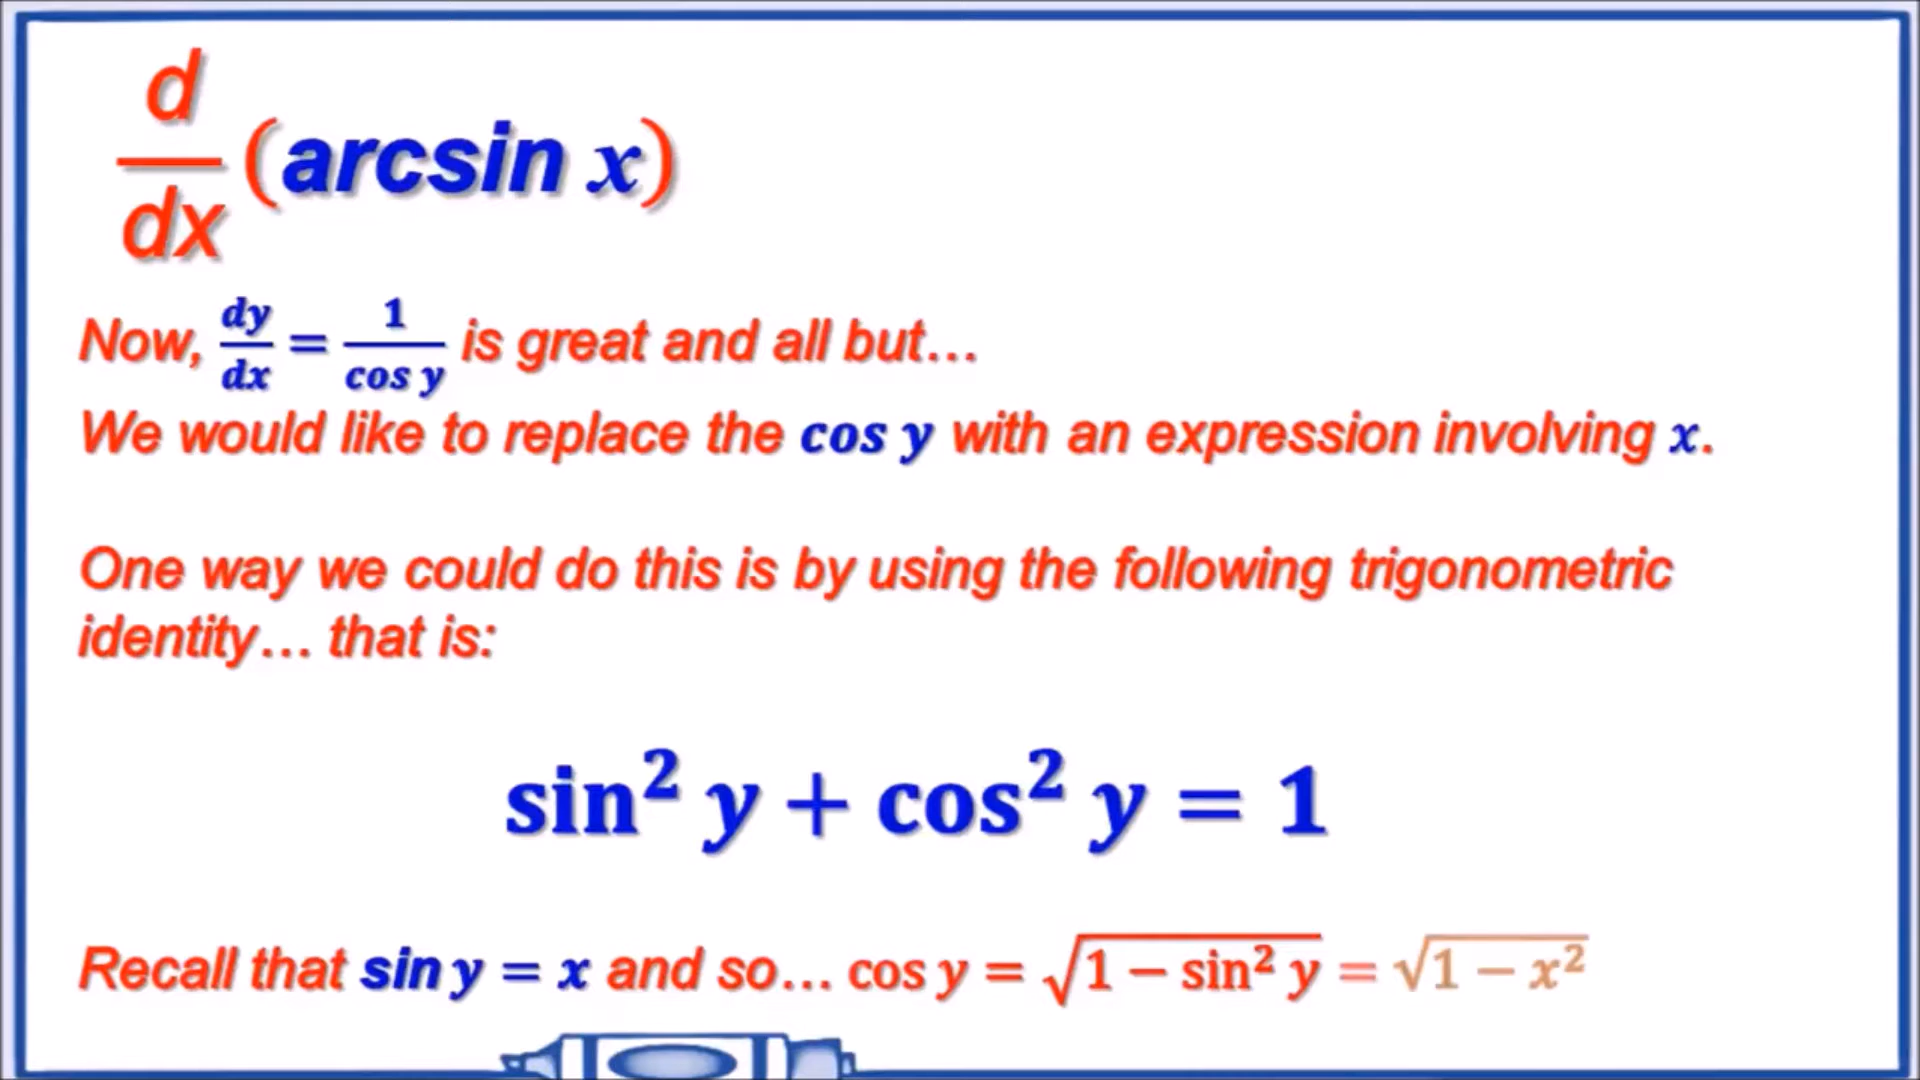 d/dx (arcsin x)
Now, dy/dx = 1/cos y is great and all but…
We would like to replace the cos y with an expression involving x.
One way we could do this is by using the following trigonometric
identity… that is:
sin² y + cos² y = 1
Recall that sin y = x and so… cos y = √(1 − sin² y) = √(1 − x²)